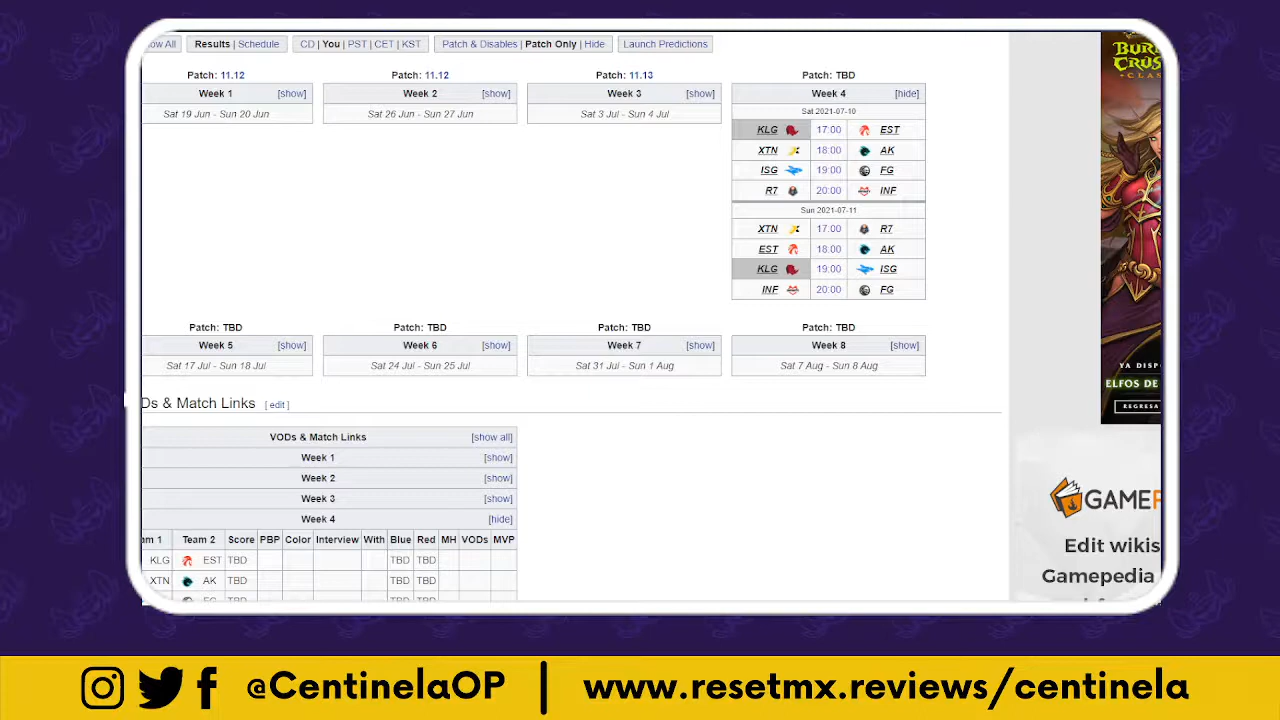 ow All Results | Schedule CD | You | PST | CET | KST Patch & Disables | Patch Only | Hide Launch Predictions
BUR
CRUS
CLA
Patch: 11.12 Patch: 11.12 Patch: 11.13 Patch: TBD
Week 1 [show] Week 2 [show] Week 3 [show] Week 4 [hide]
Sat 19 Jun - Sun 20 Jun Sat 26 Jun - Sun 27 Jun Sat 3 Jul - Sun 4 Jul Sat 2021-07-10
KLG 17:00 EST
XTN 18:00 AK
ISG 19:00 FG
R7 20:00 INF
Sun 2021-07-11
XTN 17:00 R7
EST 18:00 AK
KLG 19:00 ISG
INF 20:00 FG
Patch: TBD Patch: TBD Patch: TBD Patch: TBD
Week 5 [show] Week 6 [show] Week 7 [show] Week 8 [show]
Sat 17 Jul - Sun 18 Jul Sat 24 Jul - Sun 25 Jul Sat 31 Jul - Sun 1 Aug Sat 7 Aug - Sun 8 Aug
YA DISP
ELFOS DE
REGRESA
Ds & Match Links [ edit ]
VODs & Match Links [show all]
Week 1 [show]
Week 2 [show]
Week 3 [show]
Week 4 [hide]
am 1 Team 2 Score PBP Color Interview With Blue Red MH VODs MVP
KLG EST TBD TBD TBD
XTN AK TBD TBD TBD
GAMEP
Edit wikis
Gamepedia
@CentinelaOP | www.resetmx.reviews/centinela